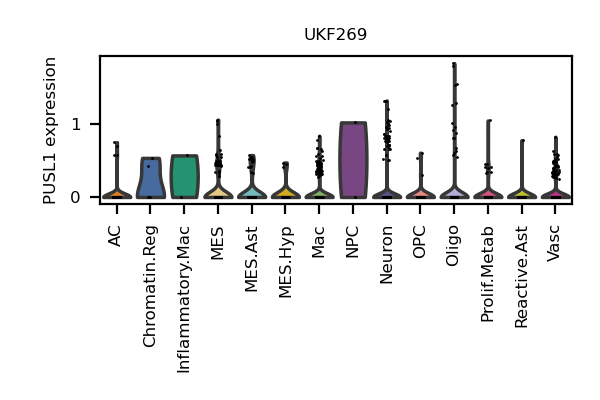 UKF269
PUSL1 expression
1
0
AC
Chromatin.Reg
Inflammatory.Mac
MES
MES.Ast
MES.Hyp
Mac
NPC
Neuron
OPC
Oligo
Prolif.Metab
Reactive.Ast
Vasc